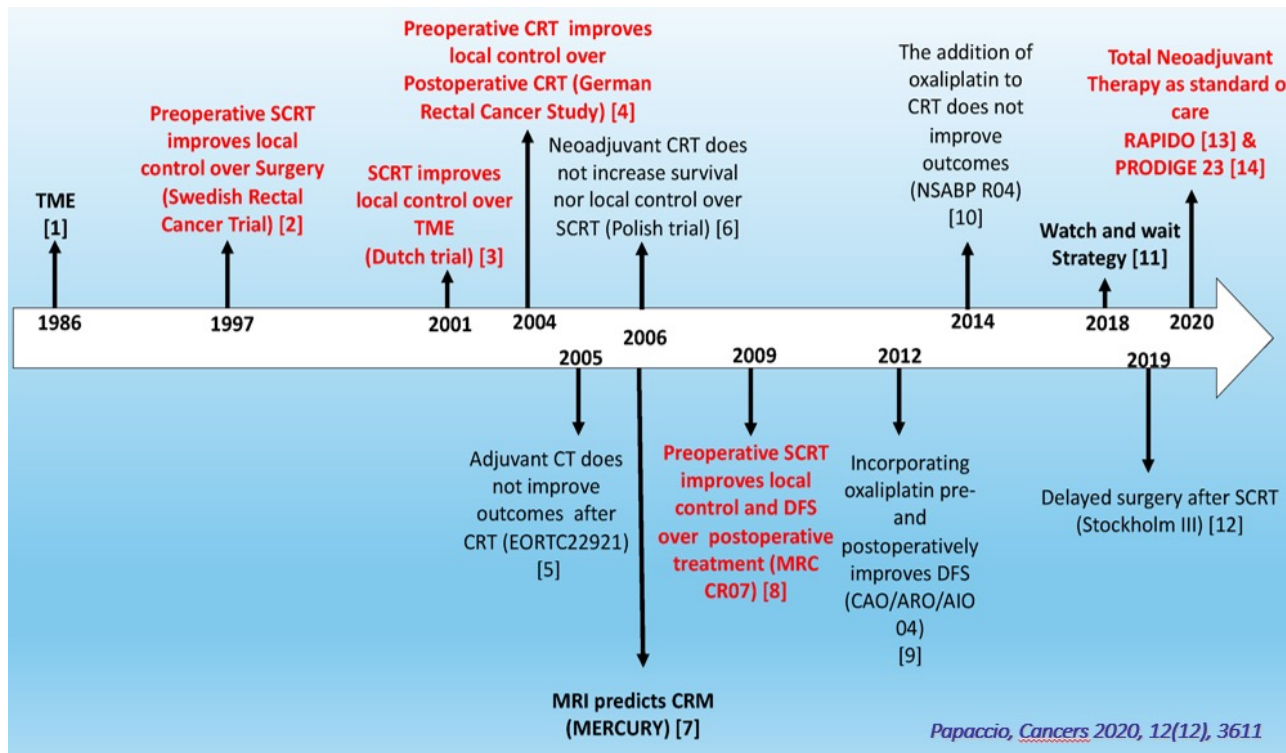 TME
[1]
Preoperative SCRT
improves local
control over Surgery
(Swedish Rectal
Cancer Trial) [2]
SCRT improves
local control over
TME
(Dutch trial) [3]
Preoperative CRT improves
local control over
Postoperative CRT (German
Rectal Cancer Study) [4]
Neoadjuvant CRT does
not increase survival
nor local control over
SCRT (Polish trial) [6]
The addition of
oxaliplatin to
CRT does not
improve
outcomes
(NSABP R04)
[10]
Watch and wait
Strategy [11]
Total Neoadjuvant
Therapy as standard o
care
RAPIDO [13] &
PRODIGE 23 [14]
1986
1997
2001
2004
2006
2014
2018
2020
2005
2009
2012
2019
Adjuvant CT does
not improve
outcomes after
CRT (EORTC22921)
[5]
MRI predicts CRM
(MERCURY) [7]
Preoperative SCRT
improves local
control and DFS
over postoperative
treatment (MRC
CR07) [8]
Incorporating
oxaliplatin pre-
and
postoperatively
improves DFS
(CAO/ARO/AIO
04)
[9]
Delayed surgery after SCRT
(Stockholm III) [12]
Papaccio, Cancers 2020, 12(12), 3611